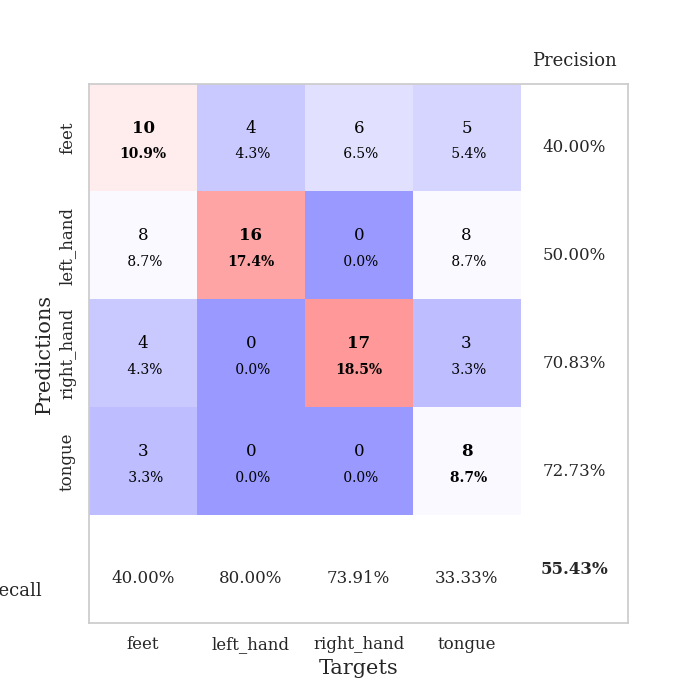 Precision
feet
10 4 6 5
10.9% 4.3% 6.5% 5.4%
40.00%
left_hand
8 16 0 8
8.7% 17.4% 0.0% 8.7%
50.00%
Predictions
right_hand
4 0 17 3
4.3% 0.0% 18.5% 3.3%
70.83%
tongue
3 0 0 8
3.3% 0.0% 0.0% 8.7%
72.73%
ecall
40.00% 80.00% 73.91% 33.33% 55.43%
feet left_hand right_hand tongue
Targets